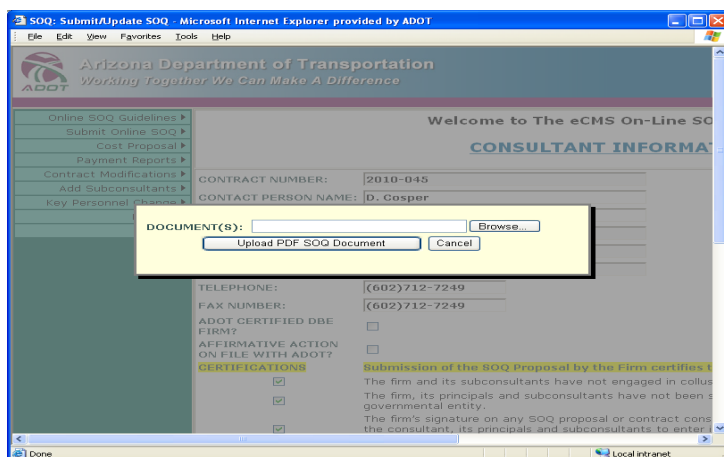 SOQ: Submit/Update SOQ - Microsoft Internet Explorer provided by ADOT
File Edit View Favorites Tools Help
ADOT
Arizona Department of Transportation
Working Together We Can Make A Difference
Online SOQ Guidelines
Submit Online SOQ
Cost Proposal
Payment Reports
Contract Modifications
Add Subconsultants
Key Personnel Change
Welcome to The eCMS On-Line SO
CONSULTANT INFORMA
CONTRACT NUMBER: 2010-045
CONTACT PERSON NAME: D. Cosper
DOCUMENT(S): Browse...
Upload PDF SOQ Document Cancel
TELEPHONE: (602)712-7249
FAX NUMBER: (602)712-7249
ADOT CERTIFIED DBE
FIRM?
AFFIRMATIVE ACTION
ON FILE WITH ADOT?
CERTIFICATIONS Submission of the SOQ Proposal by the Firm certifies t
The firm and its subconsultants have not engaged in collus
The firm, its principals and subconsultants have not been s
governmental entity.
The firm's signature on any SOQ proposal or contract cons
the consultant, its principals and subconsultants to enter i
Done Local intranet